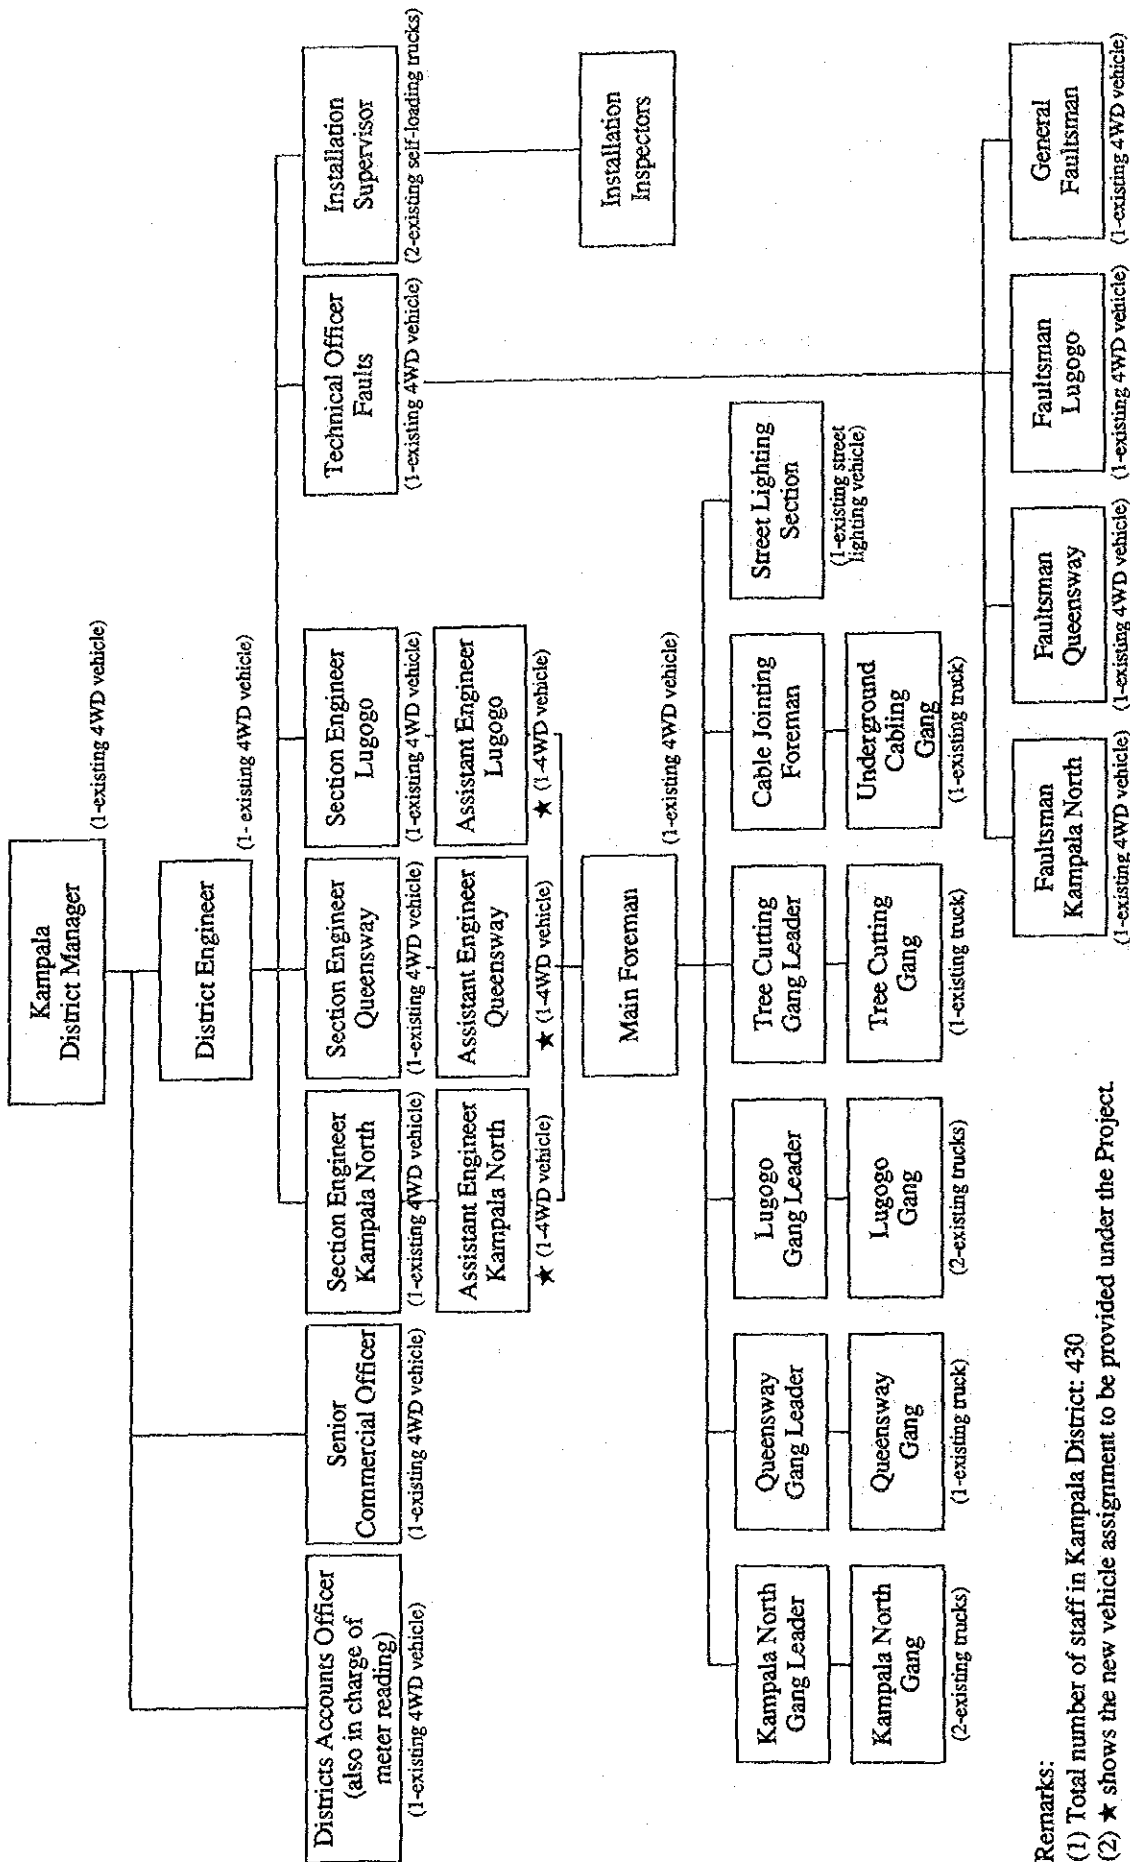 Kampala
District Manager
(1-existing 4WD vehicle)
District Engineer
(1- existing 4WD vehicle)
Districts Accounts Officer
(also in charge of
meter reading)
(1-existing 4WD vehicle)
Senior
Commercial Officer
(1-existing 4WD vehicle)
Section Engineer
Kampala North
(1-existing 4WD vehicle)
Section Engineer
Queensway
(1-existing 4WD vehicle)
Section Engineer
Lugogo
(1-existing 4WD vehicle)
Technical Officer
Faults
(1-existing 4WD vehicle)
Installation
Supervisor
(2-existing self-loading trucks)
Assistant Engineer
Kampala North
★ (1-4WD vehicle)
Assistant Engineer
Queensway
★ (1-4WD vehicle)
Assistant Engineer
Lugogo
★ (1-4WD vehicle)
Main Foreman
(1-existing 4WD vehicle)
Installation
Inspectors
Kampala North
Gang Leader
Queensway
Gang Leader
Lugogo
Gang Leader
Tree Cutting
Gang Leader
Cable Jointing
Foreman
Street Lighting
Section
(1-existing street
lighting vehicle)
Kampala North
Gang
(2-existing trucks)
Queensway
Gang
(1-existing truck)
Lugogo
Gang
(2-existing trucks)
Tree Cutting
Gang
(1-existing truck)
Underground
Cabling
Gang
(1-existing truck)
Faultsman
Kampala North
(1-existing 4WD vehicle)
Faultsman
Queensway
(1-existing 4WD vehicle)
Faultsman
Lugogo
(1-existing 4WD vehicle)
General
Faultsman
(1-existing 4WD vehicle)
Remarks:
(1) Total number of staff in Kampala District: 430
(2) ★ shows the new vehicle assignment to be provided under the Project.